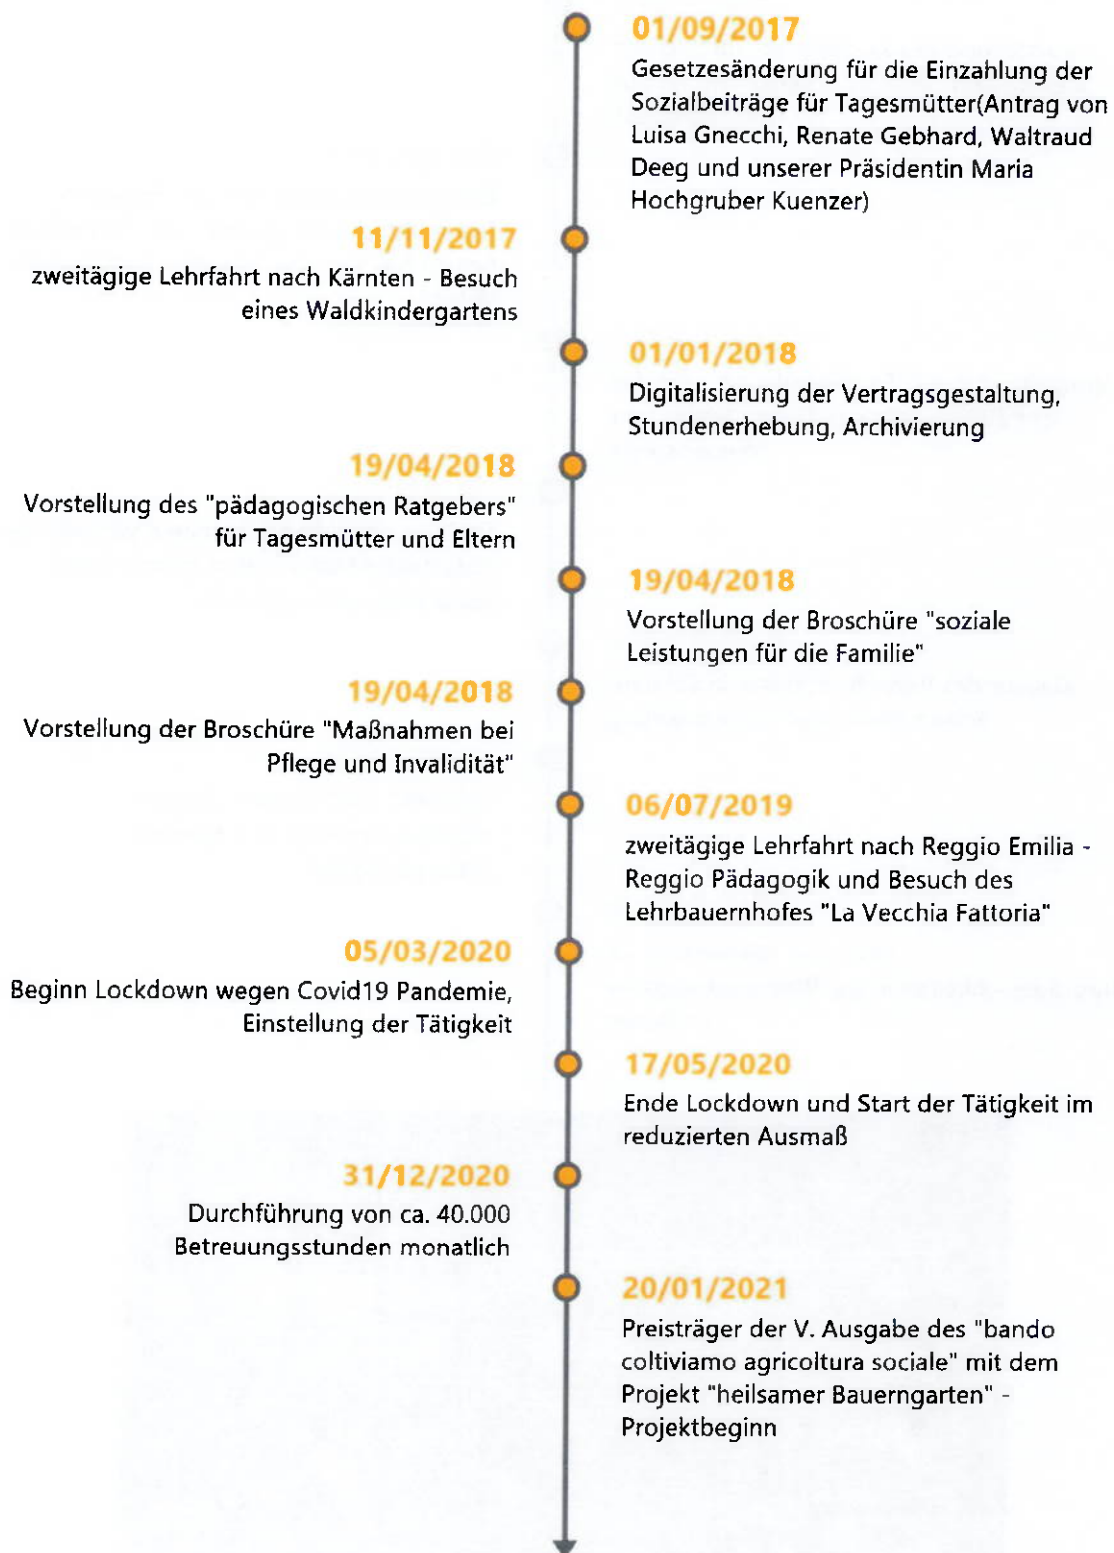 01/09/2017
Gesetzesänderung für die Einzahlung der
Sozialbeiträge für Tagesmütter(Antrag von
Luisa Gnecchi, Renate Gebhard, Waltraud
Deeg und unserer Präsidentin Maria
Hochgruber Kuenzer)
11/11/2017
zweitägige Lehrfahrt nach Kärnten - Besuch
eines Waldkindergartens
01/01/2018
Digitalisierung der Vertragsgestaltung,
Stundenerhebung, Archivierung
19/04/2018
Vorstellung des "pädagogischen Ratgebers"
für Tagesmütter und Eltern
19/04/2018
Vorstellung der Broschüre "soziale
Leistungen für die Familie"
19/04/2018
Vorstellung der Broschüre "Maßnahmen bei
Pflege und Invalidität"
06/07/2019
zweitägige Lehrfahrt nach Reggio Emilia -
Reggio Pädagogik und Besuch des
Lehrbauernhofes "La Vecchia Fattoria"
05/03/2020
Beginn Lockdown wegen Covid19 Pandemie,
Einstellung der Tätigkeit
17/05/2020
Ende Lockdown und Start der Tätigkeit im
reduzierten Ausmaß
31/12/2020
Durchführung von ca. 40.000
Betreuungsstunden monatlich
20/01/2021
Preisträger der V. Ausgabe des "bando
coltiviamo agricoltura sociale" mit dem
Projekt "heilsamer Bauerngarten" -
Projektbeginn